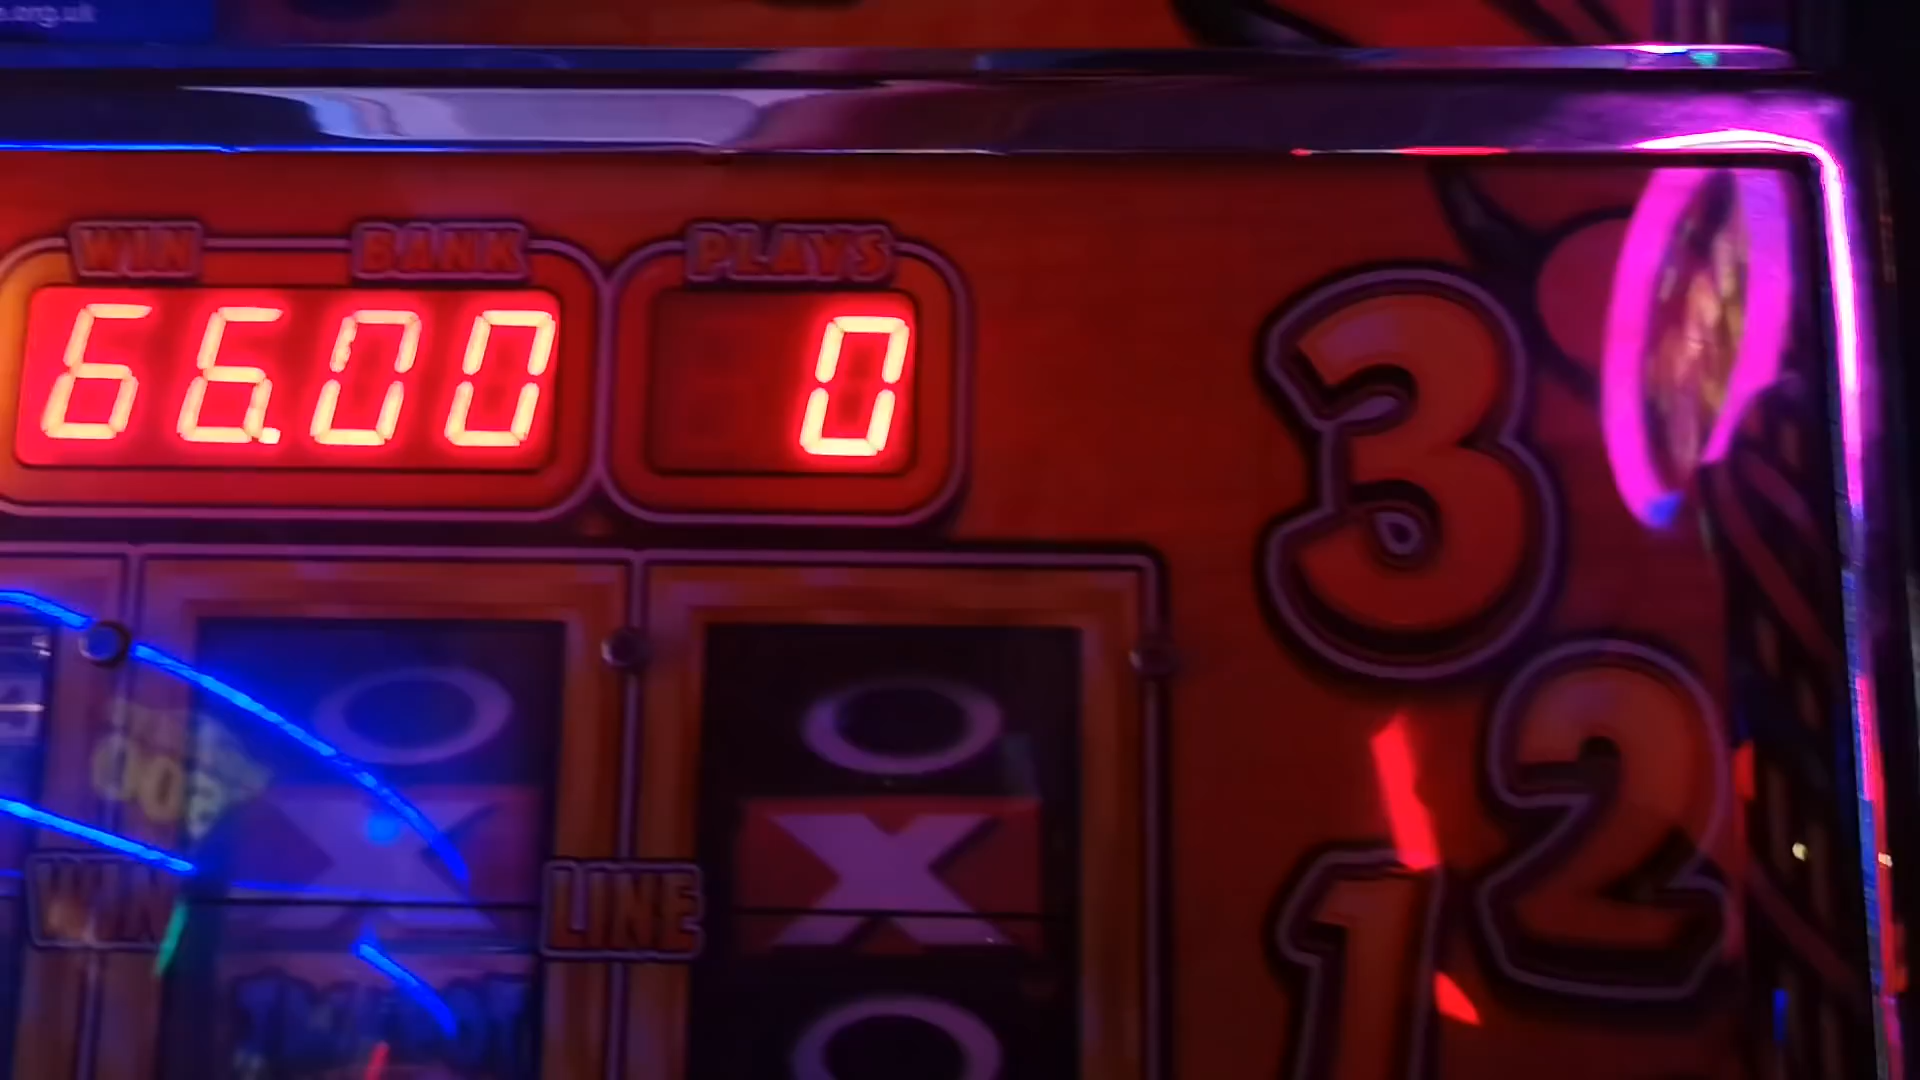 .org.uk
WIN BANK PLAYS
66.00 0
3
2
1
O O
X X
WIN LINE
O